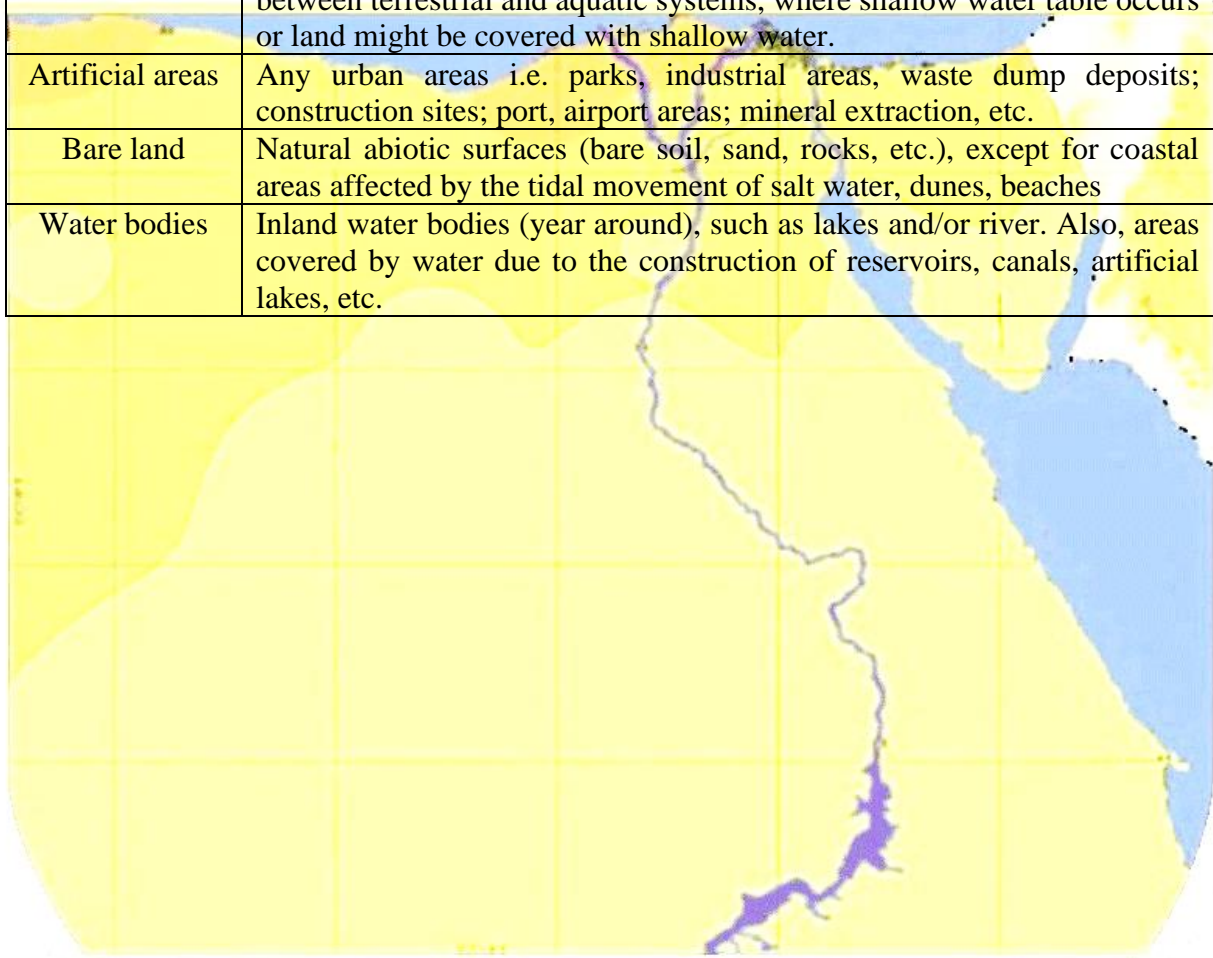 between terrestrial and aquatic systems, where shallow water table occurs
or land might be covered with shallow water.
Artificial areas
Any urban areas i.e. parks, industrial areas, waste dump deposits;
construction sites; port, airport areas; mineral extraction, etc.
Bare land
Natural abiotic surfaces (bare soil, sand, rocks, etc.), except for coastal
areas affected by the tidal movement of salt water, dunes, beaches
Water bodies
Inland water bodies (year around), such as lakes and/or river. Also, areas
covered by water due to the construction of reservoirs, canals, artificial
lakes, etc.